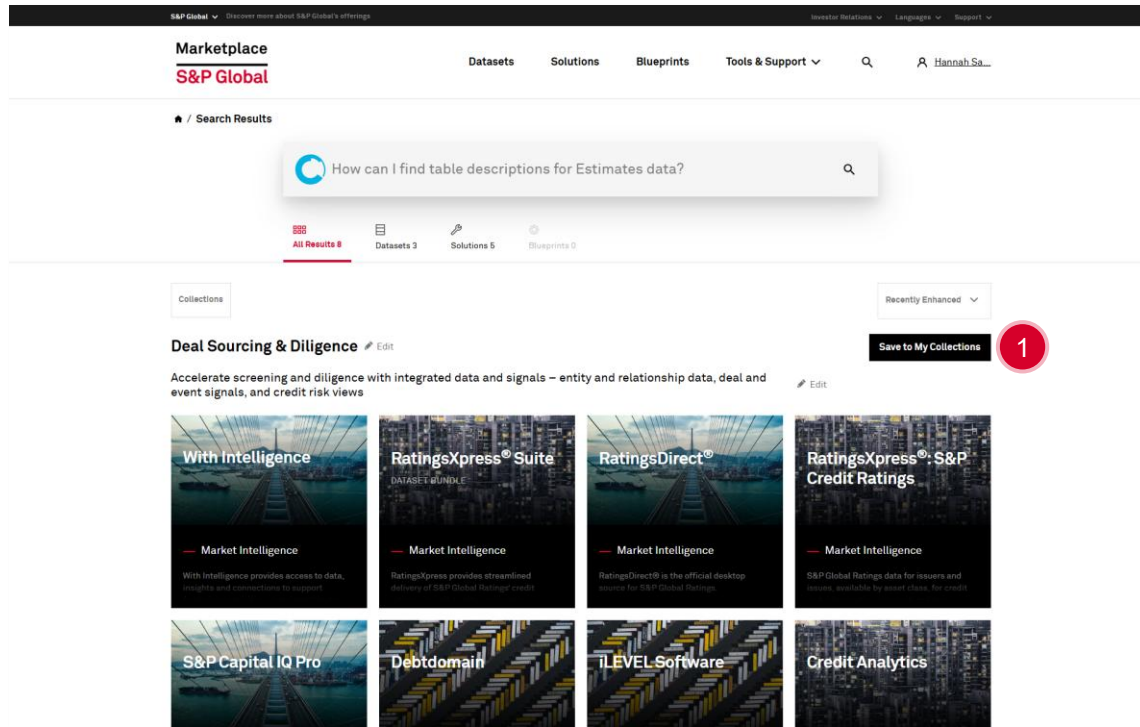 S&P Global Discover more about S&P Global's offerings Investor Relations Languages Support
Marketplace
S&P Global
Datasets Solutions Blueprints Tools & Support Hannah Sa...
/ Search Results
How can I find table descriptions for Estimates data?
All Results 8 Datasets 3 Solutions 5 Blueprints 0
Collections Recently Enhanced
Deal Sourcing & Diligence Edit Save to My Collections 1
Accelerate screening and diligence with integrated data and signals – entity and relationship data, deal and
event signals, and credit risk views
Edit
With Intelligence
— Market Intelligence
With Intelligence provides access to data,
insights and connections to support
RatingsXpress® Suite
DATASET BUNDLE
— Market Intelligence
RatingsXpress provides streamlined
delivery of S&P Global Ratings' credit
RatingsDirect®
— Market Intelligence
RatingsDirect® is the official desktop
source for S&P Global Ratings
RatingsXpress®: S&P
Credit Ratings
— Market Intelligence
S&P Global Ratings data for issuers and
issues, available by asset class, for credit
S&P Capital IQ Pro
Debtdomain
iLEVEL Software
Credit Analytics